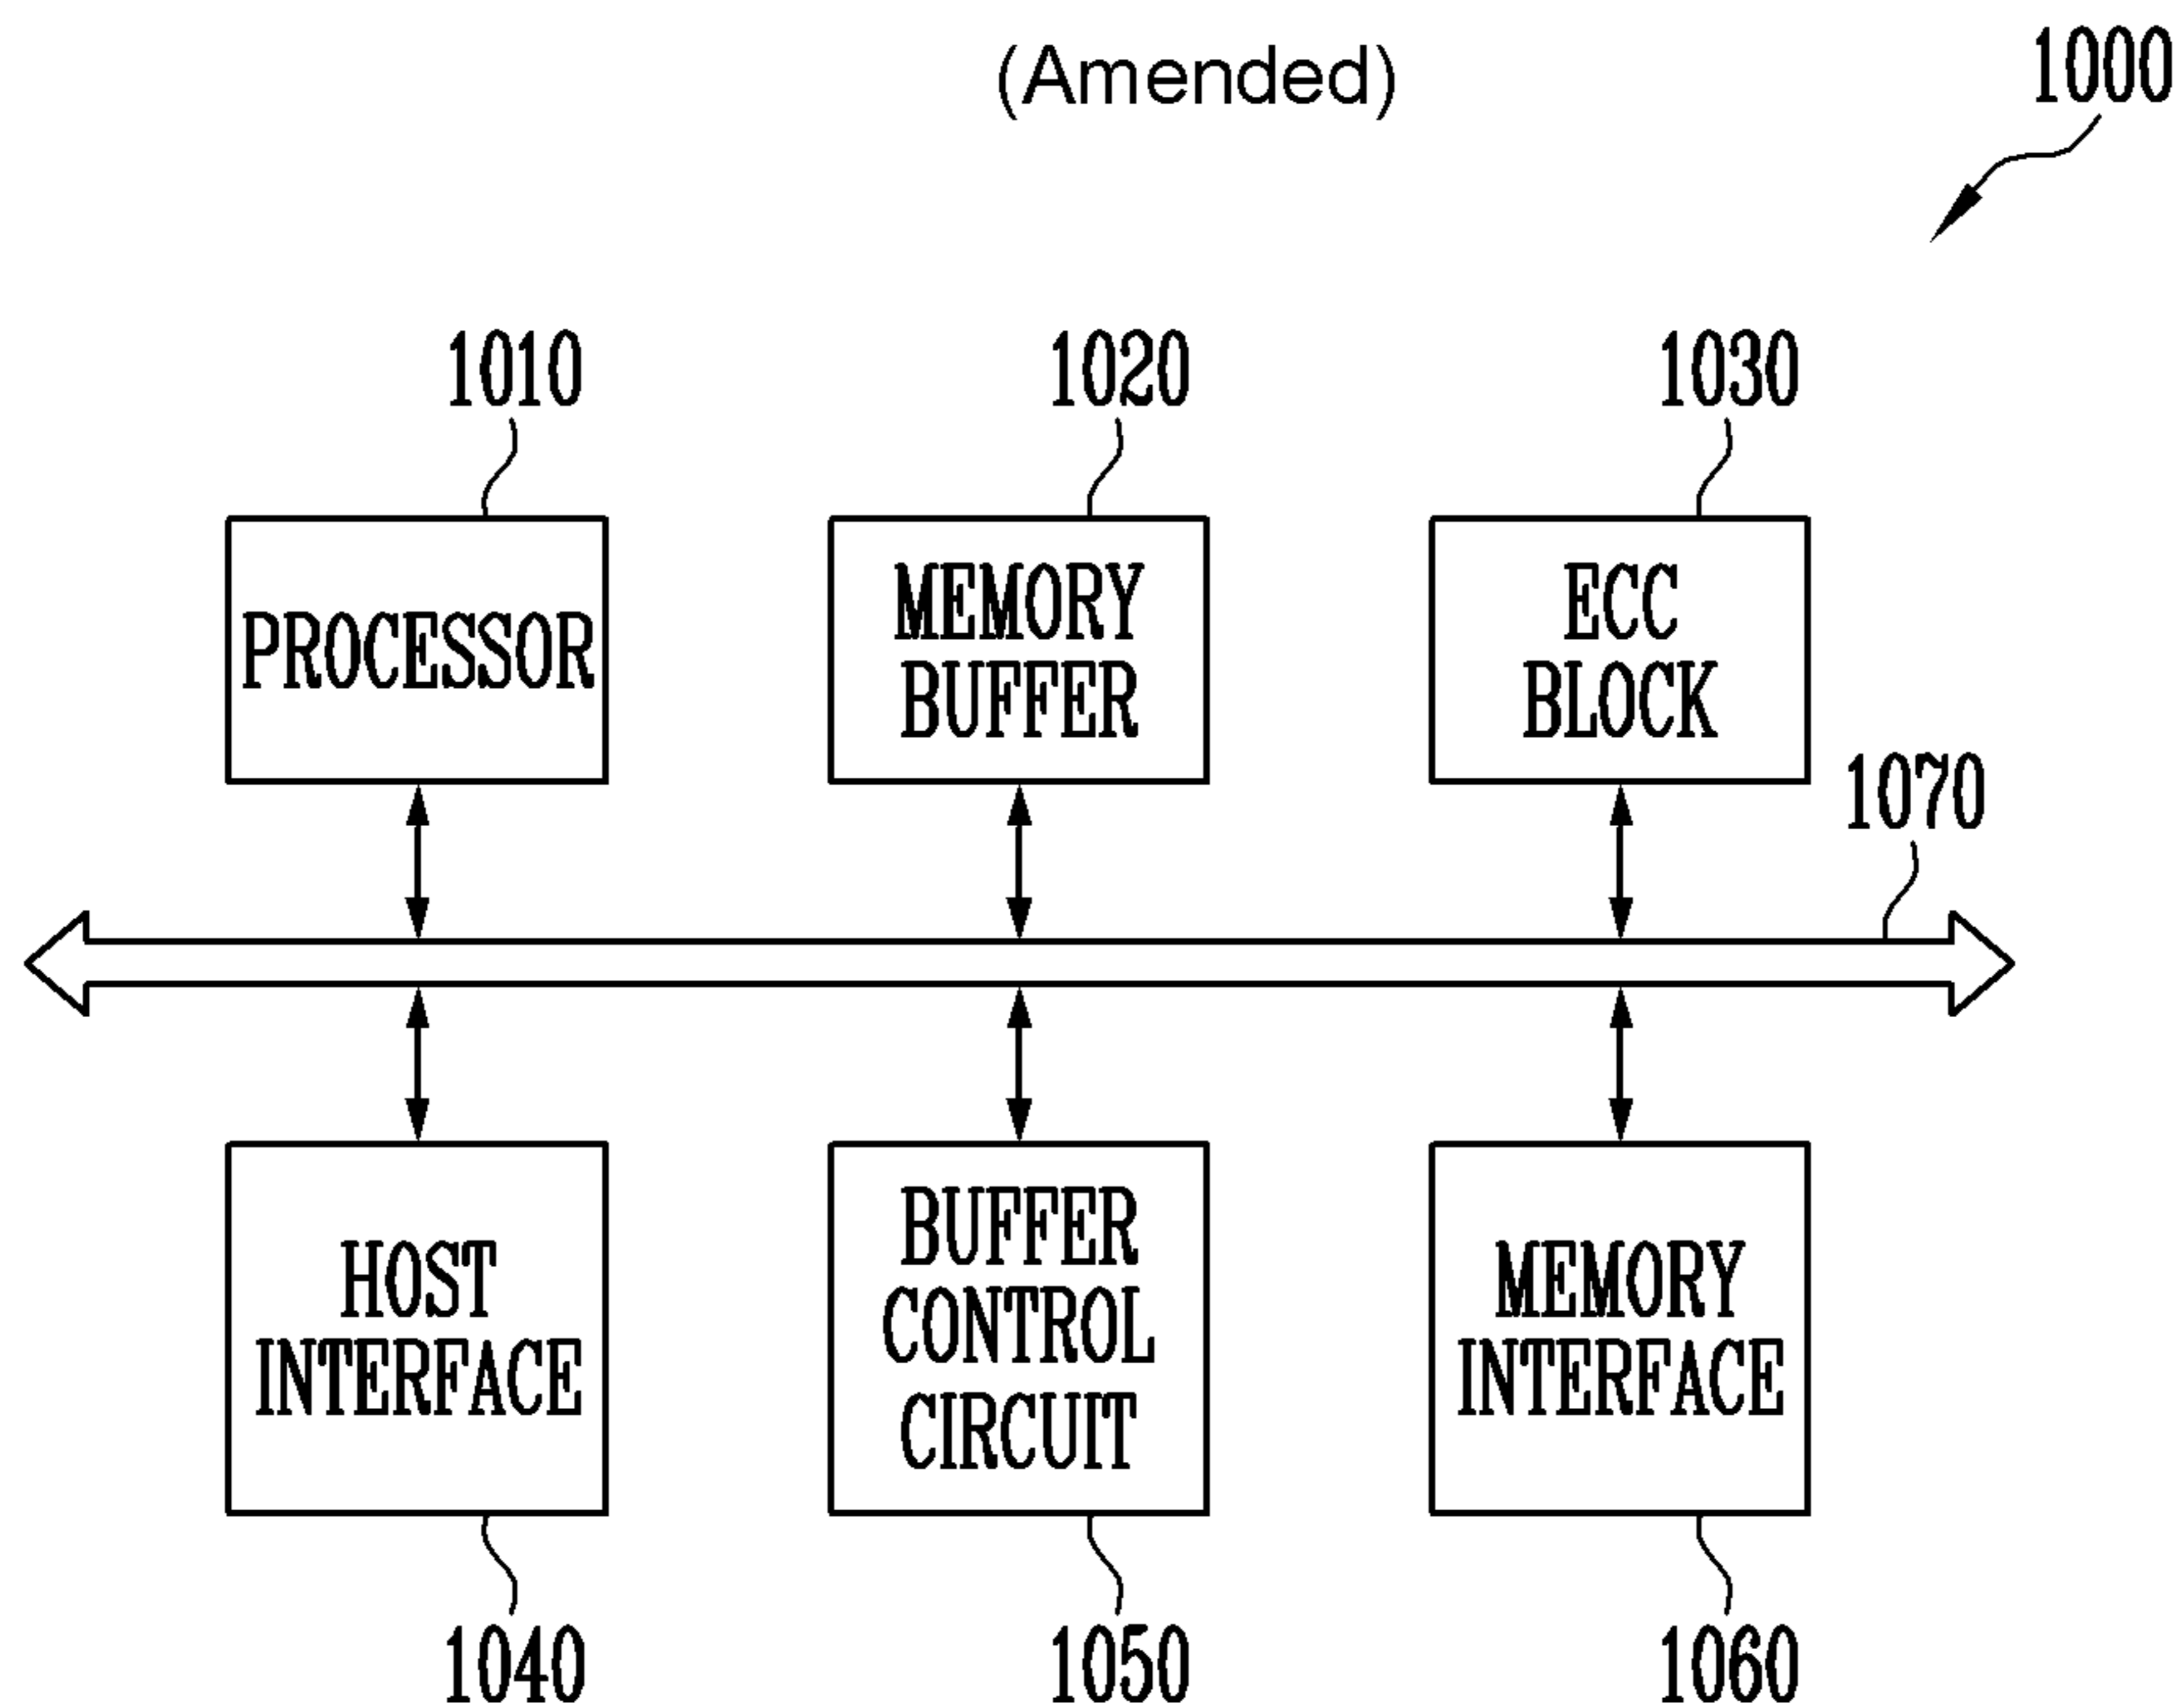 (Amended)
1000
1010
1020
1030
PROCESSOR
MEMORY
BUFFER
ECC
BLOCK
1070
HOST
INTERFACE
BUFFER
CONTROL
CIRCUIT
MEMORY
INTERFACE
1040
1050
1060